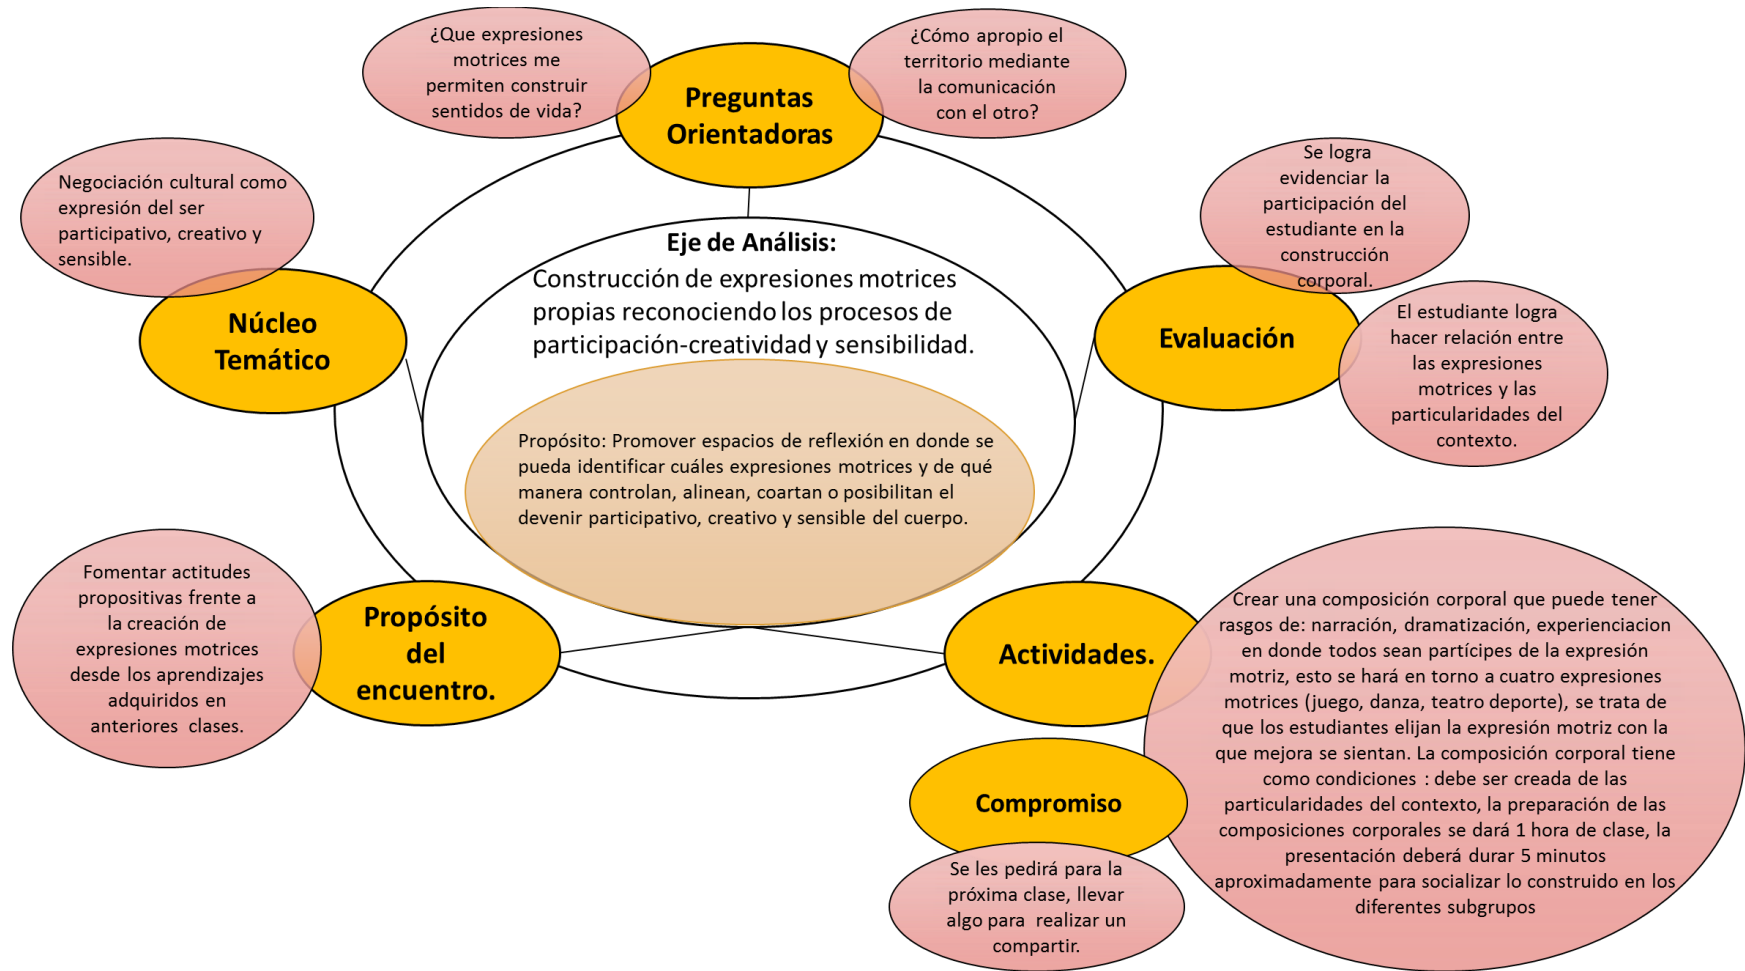 ¿Que expresiones
motrices me
permiten construir
sentidos de vida?
Preguntas
Orientadoras
¿Cómo apropio el
territorio mediante
la comunicación
con el otro?
Negociación cultural como
expresión del ser
participativo, creativo y
sensible.
Núcleo
Temático
Eje de Análisis:
Construcción de expresiones motrices
propias reconociendo los procesos de
participación-creatividad y sensibilidad.
Propósito: Promover espacios de reflexión en donde se
pueda identificar cuáles expresiones motrices y de qué
manera controlan, alinean, coartan o posibilitan el
devenir participativo, creativo y sensible del cuerpo.
Se logra
evidenciar la
participación del
estudiante en la
construcción
corporal.
Evaluación
El estudiante logra
hacer relación entre
las expresiones
motrices y las
particularidades del
contexto.
Fomentar actitudes
propositivas frente a
la creación de
expresiones motrices
desde los aprendizajes
adquiridos en
anteriores clases.
Propósito
del
encuentro.
Actividades.
Crear una composición corporal que puede tener
rasgos de: narración, dramatización, experienciacion
en donde todos sean partícipes de la expresión
motriz, esto se hará en torno a cuatro expresiones
motrices (juego, danza, teatro deporte), se trata de
que los estudiantes elijan la expresión motriz con la
que mejora se sientan. La composición corporal tiene
como condiciones : debe ser creada de las
particularidades del contexto, la preparación de las
composiciones corporales se dará 1 hora de clase, la
presentación deberá durar 5 minutos
aproximadamente para socializar lo construido en los
diferentes subgrupos
Compromiso
Se les pedirá para la
próxima clase, llevar
algo para realizar un
compartir.